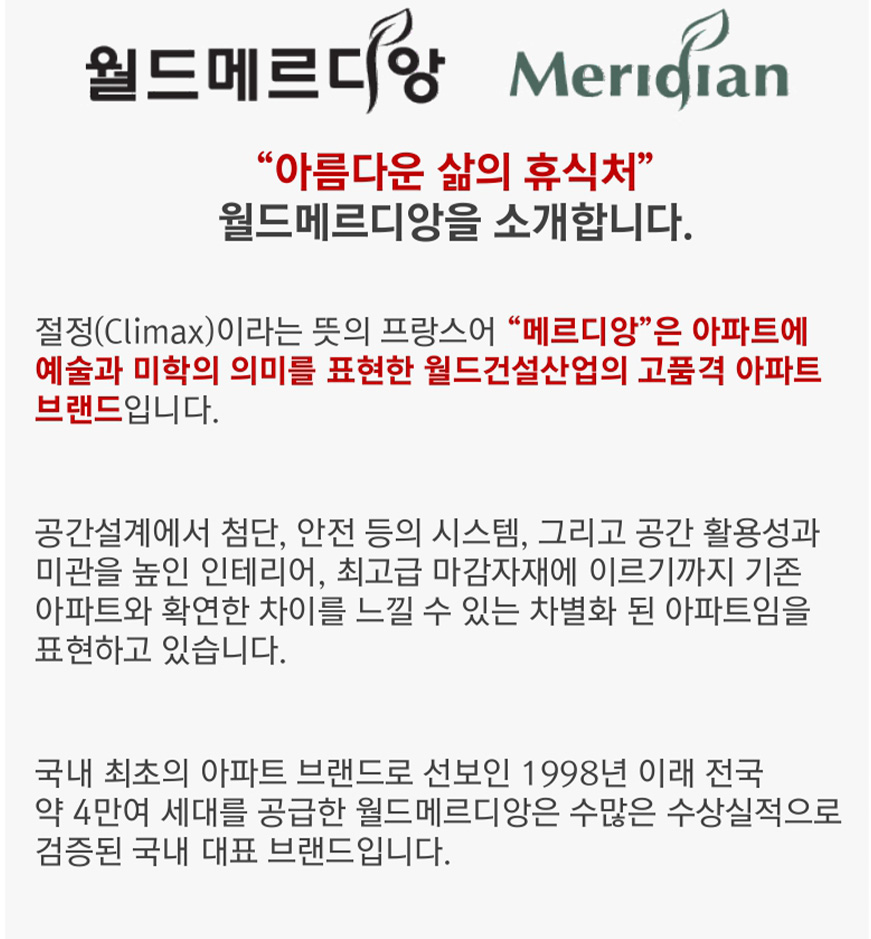 월드메르디앙 Meridian
“아름다운 삶의 휴식처”
월드메르디앙을 소개합니다.
절정(Climax)이라는 뜻의 프랑스어 “메르디앙”은 아파트에
예술과 미학의 의미를 표현한 월드건설산업의 고품격 아파트
브랜드입니다.
공간설계에서 첨단, 안전 등의 시스템, 그리고 공간 활용성과
미관을 높인 인테리어, 최고급 마감자재에 이르기까지 기존
아파트와 확연한 차이를 느낄 수 있는 차별화 된 아파트임을
표현하고 있습니다.
국내 최초의 아파트 브랜드로 선보인 1998년 이래 전국
약 4만여 세대를 공급한 월드메르디앙은 수많은 수상실적으로
검증된 국내 대표 브랜드입니다.